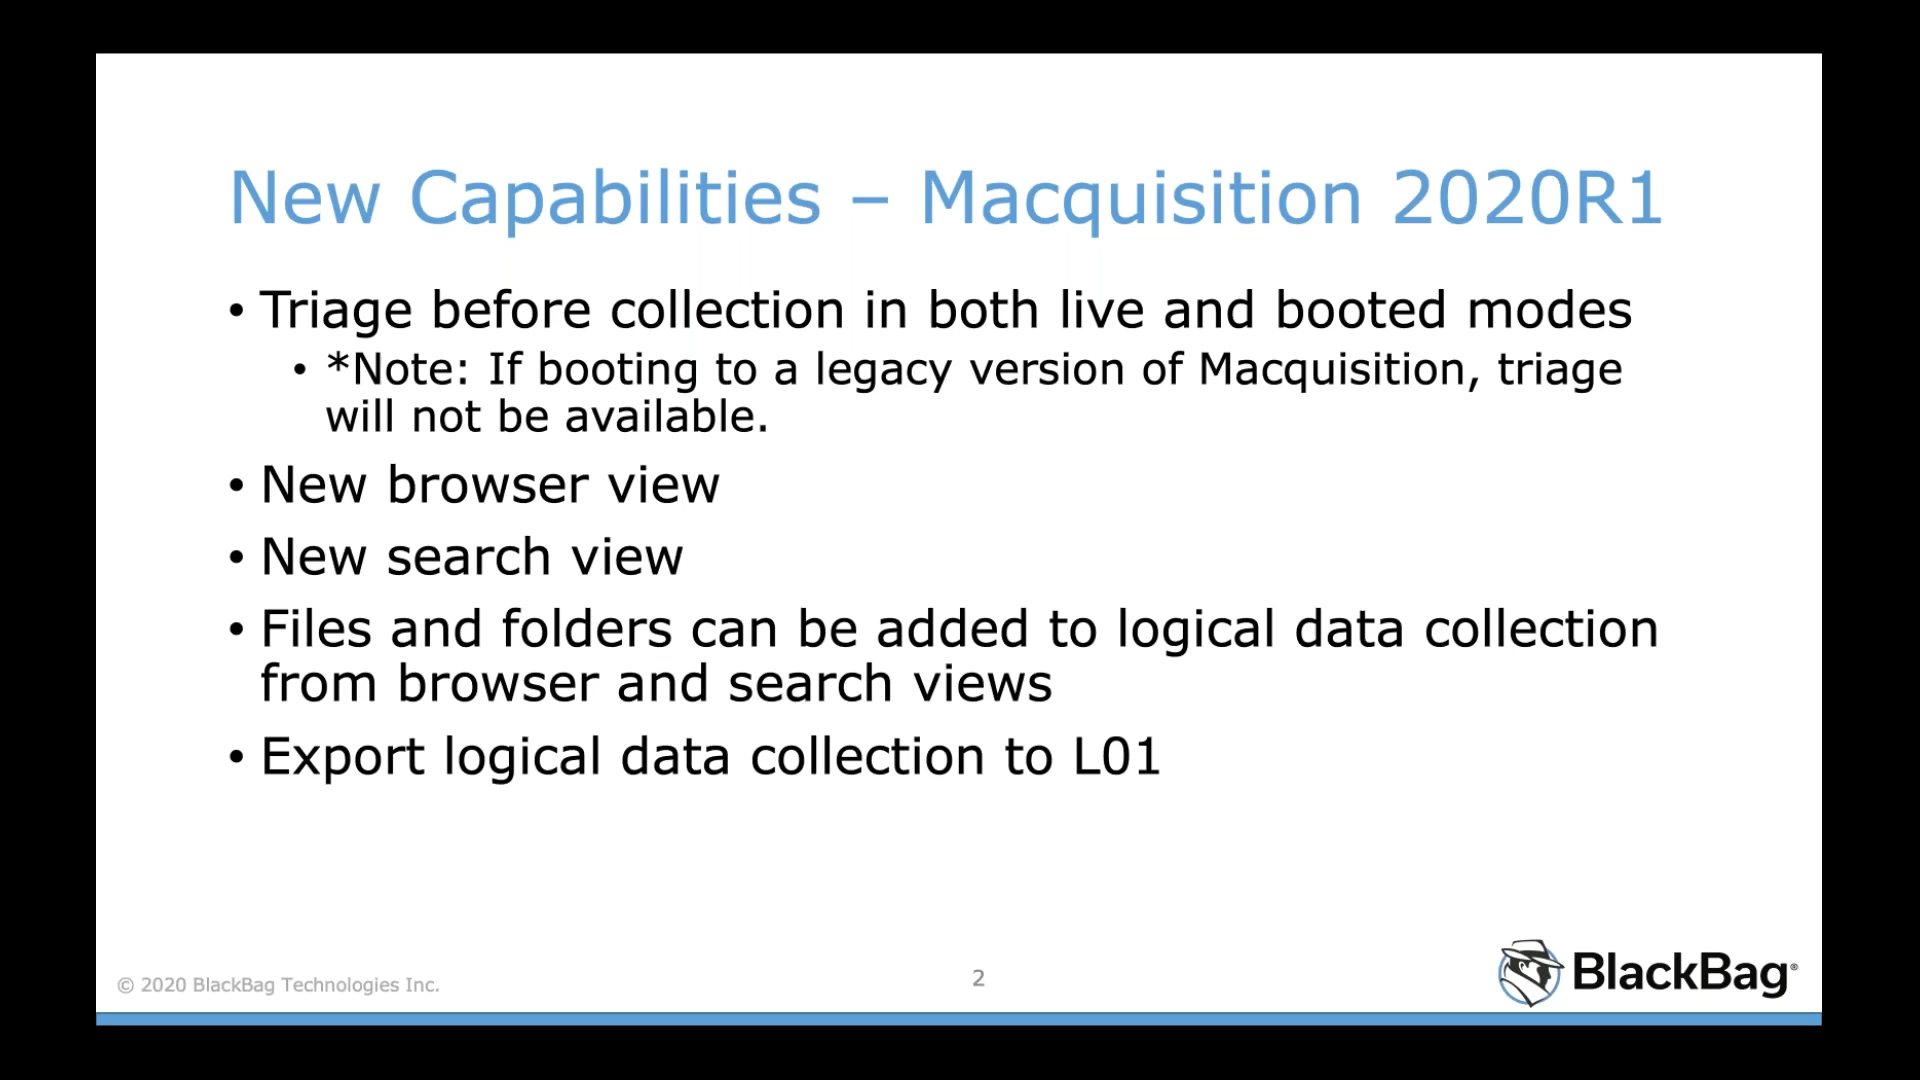 New Capabilities – Macquisition 2020R1
• Triage before collection in both live and booted modes
• *Note: If booting to a legacy version of Macquisition, triage
will not be available.
• New browser view
• New search view
• Files and folders can be added to logical data collection
from browser and search views
• Export logical data collection to L01
© 2020 BlackBag Technologies Inc.
2
BlackBag®